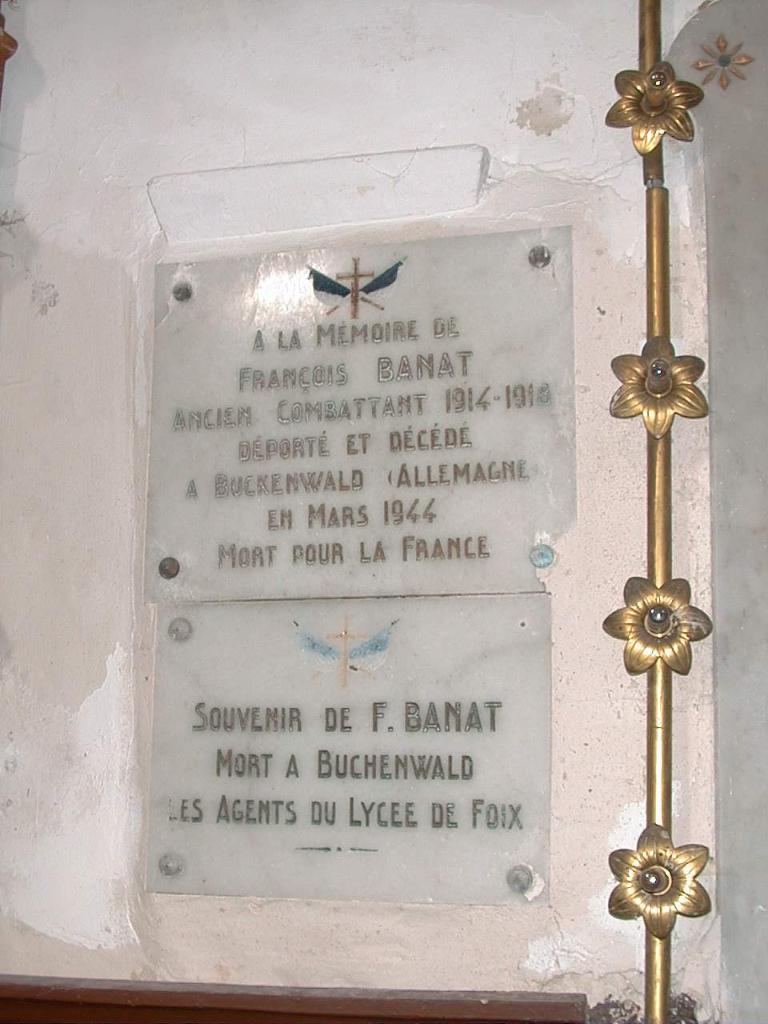 A LA MÉMOIRE DE
FRANÇOIS BANAT
ANCIEN COMBATTANT 1914-1918
DÉPORTÉ ET DÉCÉDÉ
A BUCKENWALD (ALLEMAGNE
EN MARS 1944
MORT POUR LA FRANCE
SOUVENIR DE F. BANAT
MORT A BUCHENWALD
LES AGENTS DU LYCEE DE FOIX